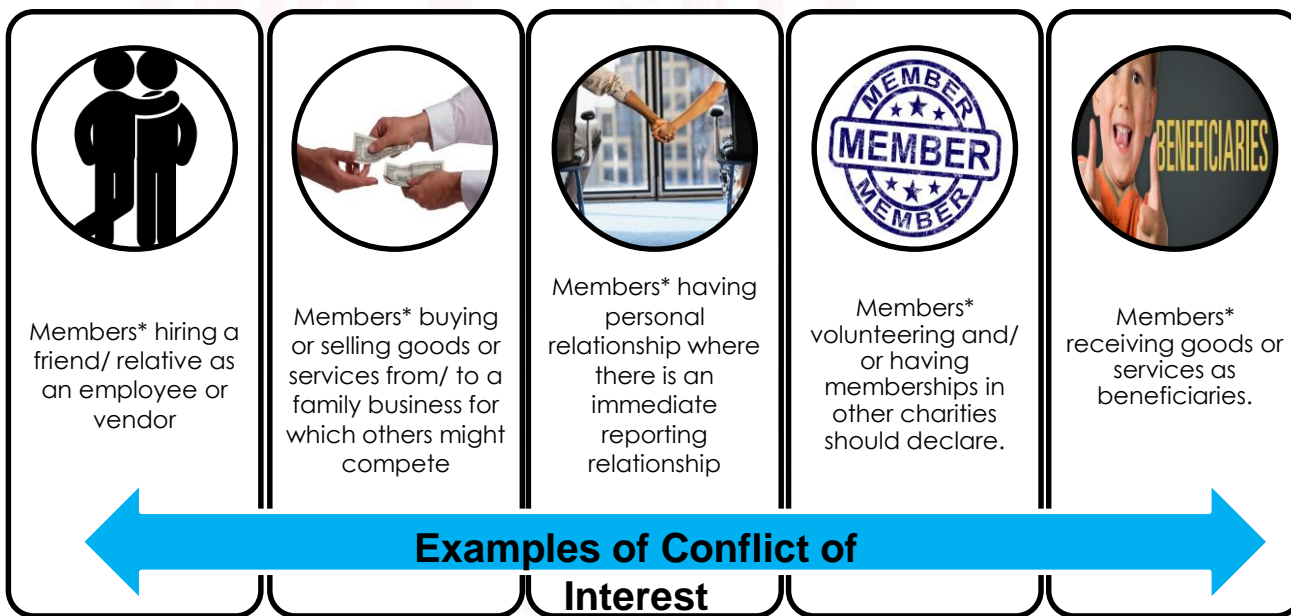 MEMBER
MEMBER
MEMBER
BENEFICIARIES
Members* hiring a
friend/ relative as
an employee or
vendor
Members* buying
or selling goods or
services from/ to a
family business for
which others might
compete
Members* having
personal
relationship where
there is an
immediate
reporting
relationship
Members*
volunteering and/
or having
memberships in
other charities
should declare.
Members*
receiving goods or
services as
beneficiaries.
Examples of Conflict of
Interest